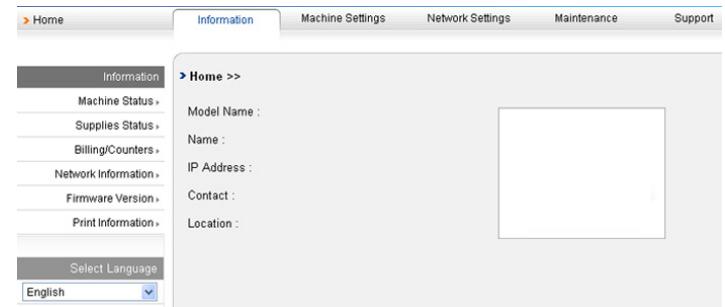 Home
Information
Machine Settings
Network Settings
Maintenance
Support
Information
Machine Status
Supplies Status
Billing/Counters
Network Information
Firmware Version
Print Information
Select Language
English
Home >>
Model Name :
Name :
IP Address :
Contact :
Location :